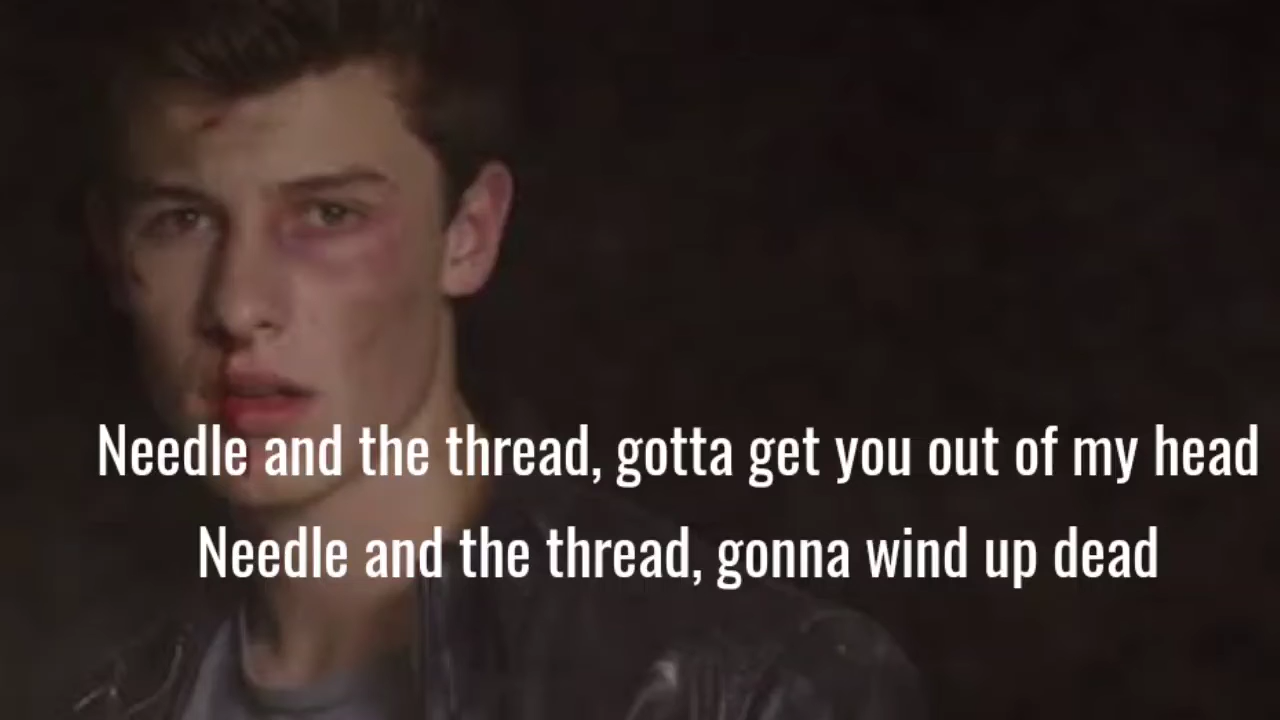 Needle and the thread, gotta get you out of my head
Needle and the thread, gonna wind up dead